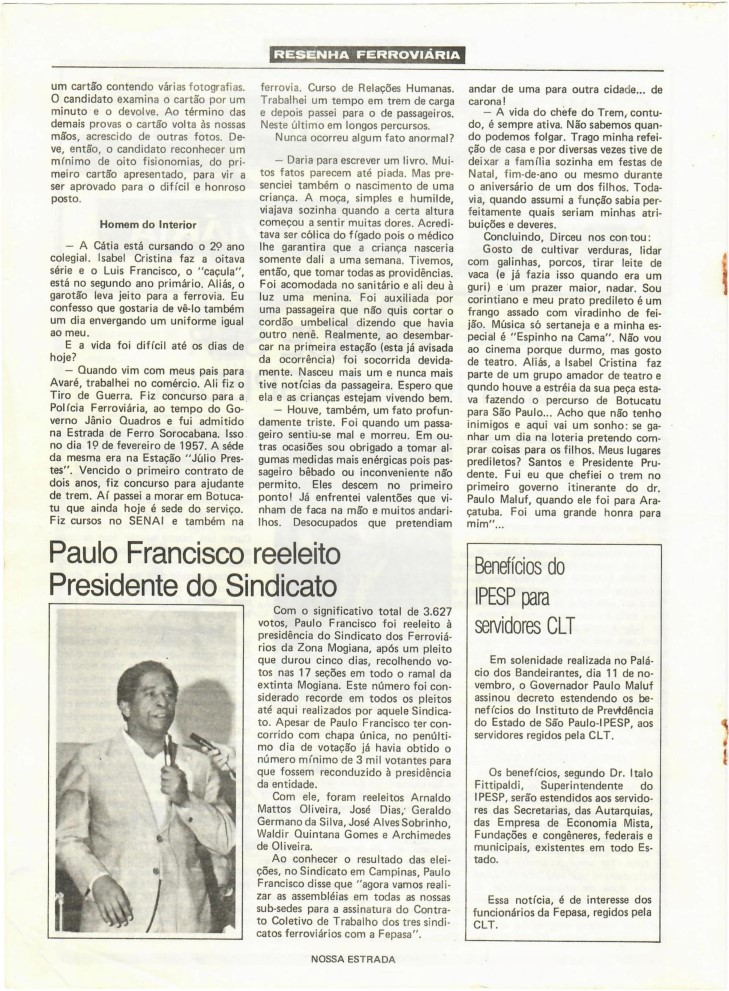 RESENHA FERROVIÁRIA
um cartão contendo várias fotografias.
O candidato examina o cartão por um
minuto e o devolve. Ao término das
demais provas o cartão volta às nossas
mãos, acrescido de outras fotos. De-
ve, então, o candidato reconhecer um
mínimo de oito fisionomias, do pri-
meiro cartão apresentado, para vir a
ser aprovado para o difícil e honroso
posto.
Homem do Interior
— A Cátia está cursando o 2º ano
colegial. Isabel Cristina faz a oitava
série e o Luis Francisco, o "caçula",
está no segundo ano primário. Aliás, o
garotão leva jeito para a ferrovia. Eu
confesso que gostaria de vê-lo também
um dia envergando um uniforme igual
ao meu.
E a vida foi difícil até os dias de
hoje?
— Quando vim com meus pais para
Avaré, trabalhei no comércio. Ali fiz o
Tiro de Guerra. Fiz concurso para a
Polícia Ferroviária, ao tempo do Go-
verno Jânio Quadros e fui admitido
na Estrada de Ferro Sorocabana. Isso
no dia 1º de fevereiro de 1957. A séde
da mesma era na Estação "Júlio Pres-
tes". Vencido o primeiro contrato de
dois anos, fiz concurso para ajudante
de trem. Aí passei a morar em Botuca-
tu que ainda hoje é sede do serviço.
Fiz cursos no SENAI e também na
ferrovia. Curso de Relações Humanas.
Trabalhei um tempo em trem de carga
e depois passei para o de passageiros.
Neste último em longos percursos.
Nunca ocorreu algum fato anormal?
— Daria para escrever um livro. Mui-
tos fatos parecem até piada. Mas pre-
senciei também o nascimento de uma
criança. A moça, simples e humilde,
viajava sozinha quando a certa altura
começou a sentir muitas dores. Acredi-
tava ser cólica do fígado pois o médico
lhe garantira que a criança nasceria
somente dali a uma semana. Tivemos,
então, que tomar todas as providências.
Foi acomodada no sanitário e ali deu à
luz uma menina. Foi auxiliada por
uma passageira que não quis cortar o
cordão umbelical dizendo que havia
outro nenê. Realmente, ao desembar-
car na primeira estação (esta já avisada
da ocorrência) foi socorrida devida-
mente. Nasceu mais um e nunca mais
tive notícias da passageira. Espero que
ela e as crianças estejam vivendo bem.
— Houve, também, um fato profun-
damente triste. Foi quando um passa-
geiro sentiu-se mal e morreu. Em ou-
tras ocasiões sou obrigado a tomar al-
gumas medidas mais enérgicas pois pas-
sageiro bêbado ou inconveniente não
permito. Eles descem no primeiro
ponto! Já enfrentei valentões que vi-
nham de faca na mão e muitos andari-
lhos. Desocupados que pretendiam
andar de uma para outra cidade... de
carona!
— A vida do chefe do Trem, contu-
do, é sempre ativa. Não sabemos quan-
do podemos folgar. Trago minha refei-
ção de casa e por diversas vezes tive de
deixar a família sozinha em festas de
Natal, fim-de-ano ou mesmo durante
o aniversário de um dos filhos. Toda-
via, quando assumi a função sabia per-
feitamente quais seriam minhas atri-
buições e deveres.
Concluindo, Dirceu nos contou:
Gosto de cultivar verduras, lidar
com galinhas, porcos, tirar leite de
vaca (e já fazia isso quando era um
guri) e um prazer maior, nadar. Sou
corintiano e meu prato predileto é um
frango assado com viradinho de fei-
jão. Música só sertaneja e a minha es-
pecial é "Espinho na Cama". Não vou
ao cinema porque durmo, mas gosto
de teatro. Aliás, a Isabel Cristina faz
parte de um grupo amador de teatro e
qundo houve a estréia da sua peça esta-
va fazendo o percurso de Botucatu
para São Paulo... Acho que não tenho
inimigos e aqui vai um sonho: se ga-
nhar um dia na loteria pretendo com-
prar coisas para os filhos. Meus lugares
prediletos? Santos e Presidente Pru-
dente. Fui eu que chefiei o trem no
primeiro governo itinerante do dr.
Paulo Maluf, quando ele foi para Ara-
çatuba. Foi uma grande honra para
mim"...
Paulo Francisco reeleito
Presidente do Sindicato
Com o significativo total de 3.627
votos, Paulo Francisco foi reeleito à
presidência do Sindicato dos Ferroviá-
rios da Zona Mogiana, após um pleito
que durou cinco dias, recolhendo vo-
tos nas 17 seções em todo o ramal da
extinta Mogiana. Este número foi con-
siderado recorde em todos os pleitos
até aqui realizados por aquele Sindica-
to. Apesar de Paulo Francisco ter con-
corrido com chapa única, no penúlti-
mo dia de votação já havia obtido o
número mínimo de 3 mil votantes para
que fossem reconduzido à presidência
da entidade.
Com ele, foram reeleitos Arnaldo
Mattos Oliveira, José Dias, Geraldo
Germano da Silva, José Alves Sobrinho,
Waldir Quintana Gomes e Archimedes
de Oliveira.
Ao conhecer o resultado das elei-
ções, no Sindicato em Campinas, Paulo
Francisco disse que "agora vamos reali-
zar as assembléias em todas as nossas
sub-sedes para a assinatura do Contra-
to Coletivo de Trabalho dos três sindi-
catos ferroviários com a Fepasa".
Benefícios do
IPESP para
servidores CLT
Em solenidade realizada no Palá-
cio dos Bandeirantes, dia 11 de no-
vembro, o Governador Paulo Maluf
assinou decreto estendendo os be-
nefícios do Instituto de Previdência
do Estado de São Paulo-IPESP, aos
servidores regidos pela CLT.
Os benefícios, segundo Dr. Italo
Fittipaldi, Superintendente do
IPESP, serão estendidos aos servido-
res das Secretarias, das Autarquias,
das Empresa de Economia Mista,
Fundações e congêneres, federais e
municipais, existentes em todo Es-
tado.
Essa notícia, é de interesse dos
funcionários da Fepasa, regidos pela
CLT.
NOSSA ESTRADA